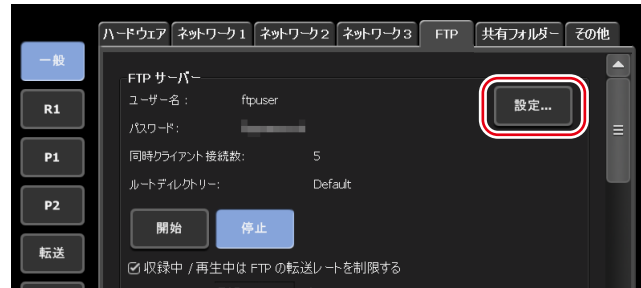 ハードウェア ネットワーク1 ネットワーク2 ネットワーク3 FTP 共有フォルダー その他
一般
FTP サーバー
ユーザー名： ftpuser
設定...
R1
パスワード：
P1
同時クライアント接続数: 5
ルートディレクトリー: Default
P2
開始 停止
転送
収録中 / 再生中は FTP の転送レートを制限する